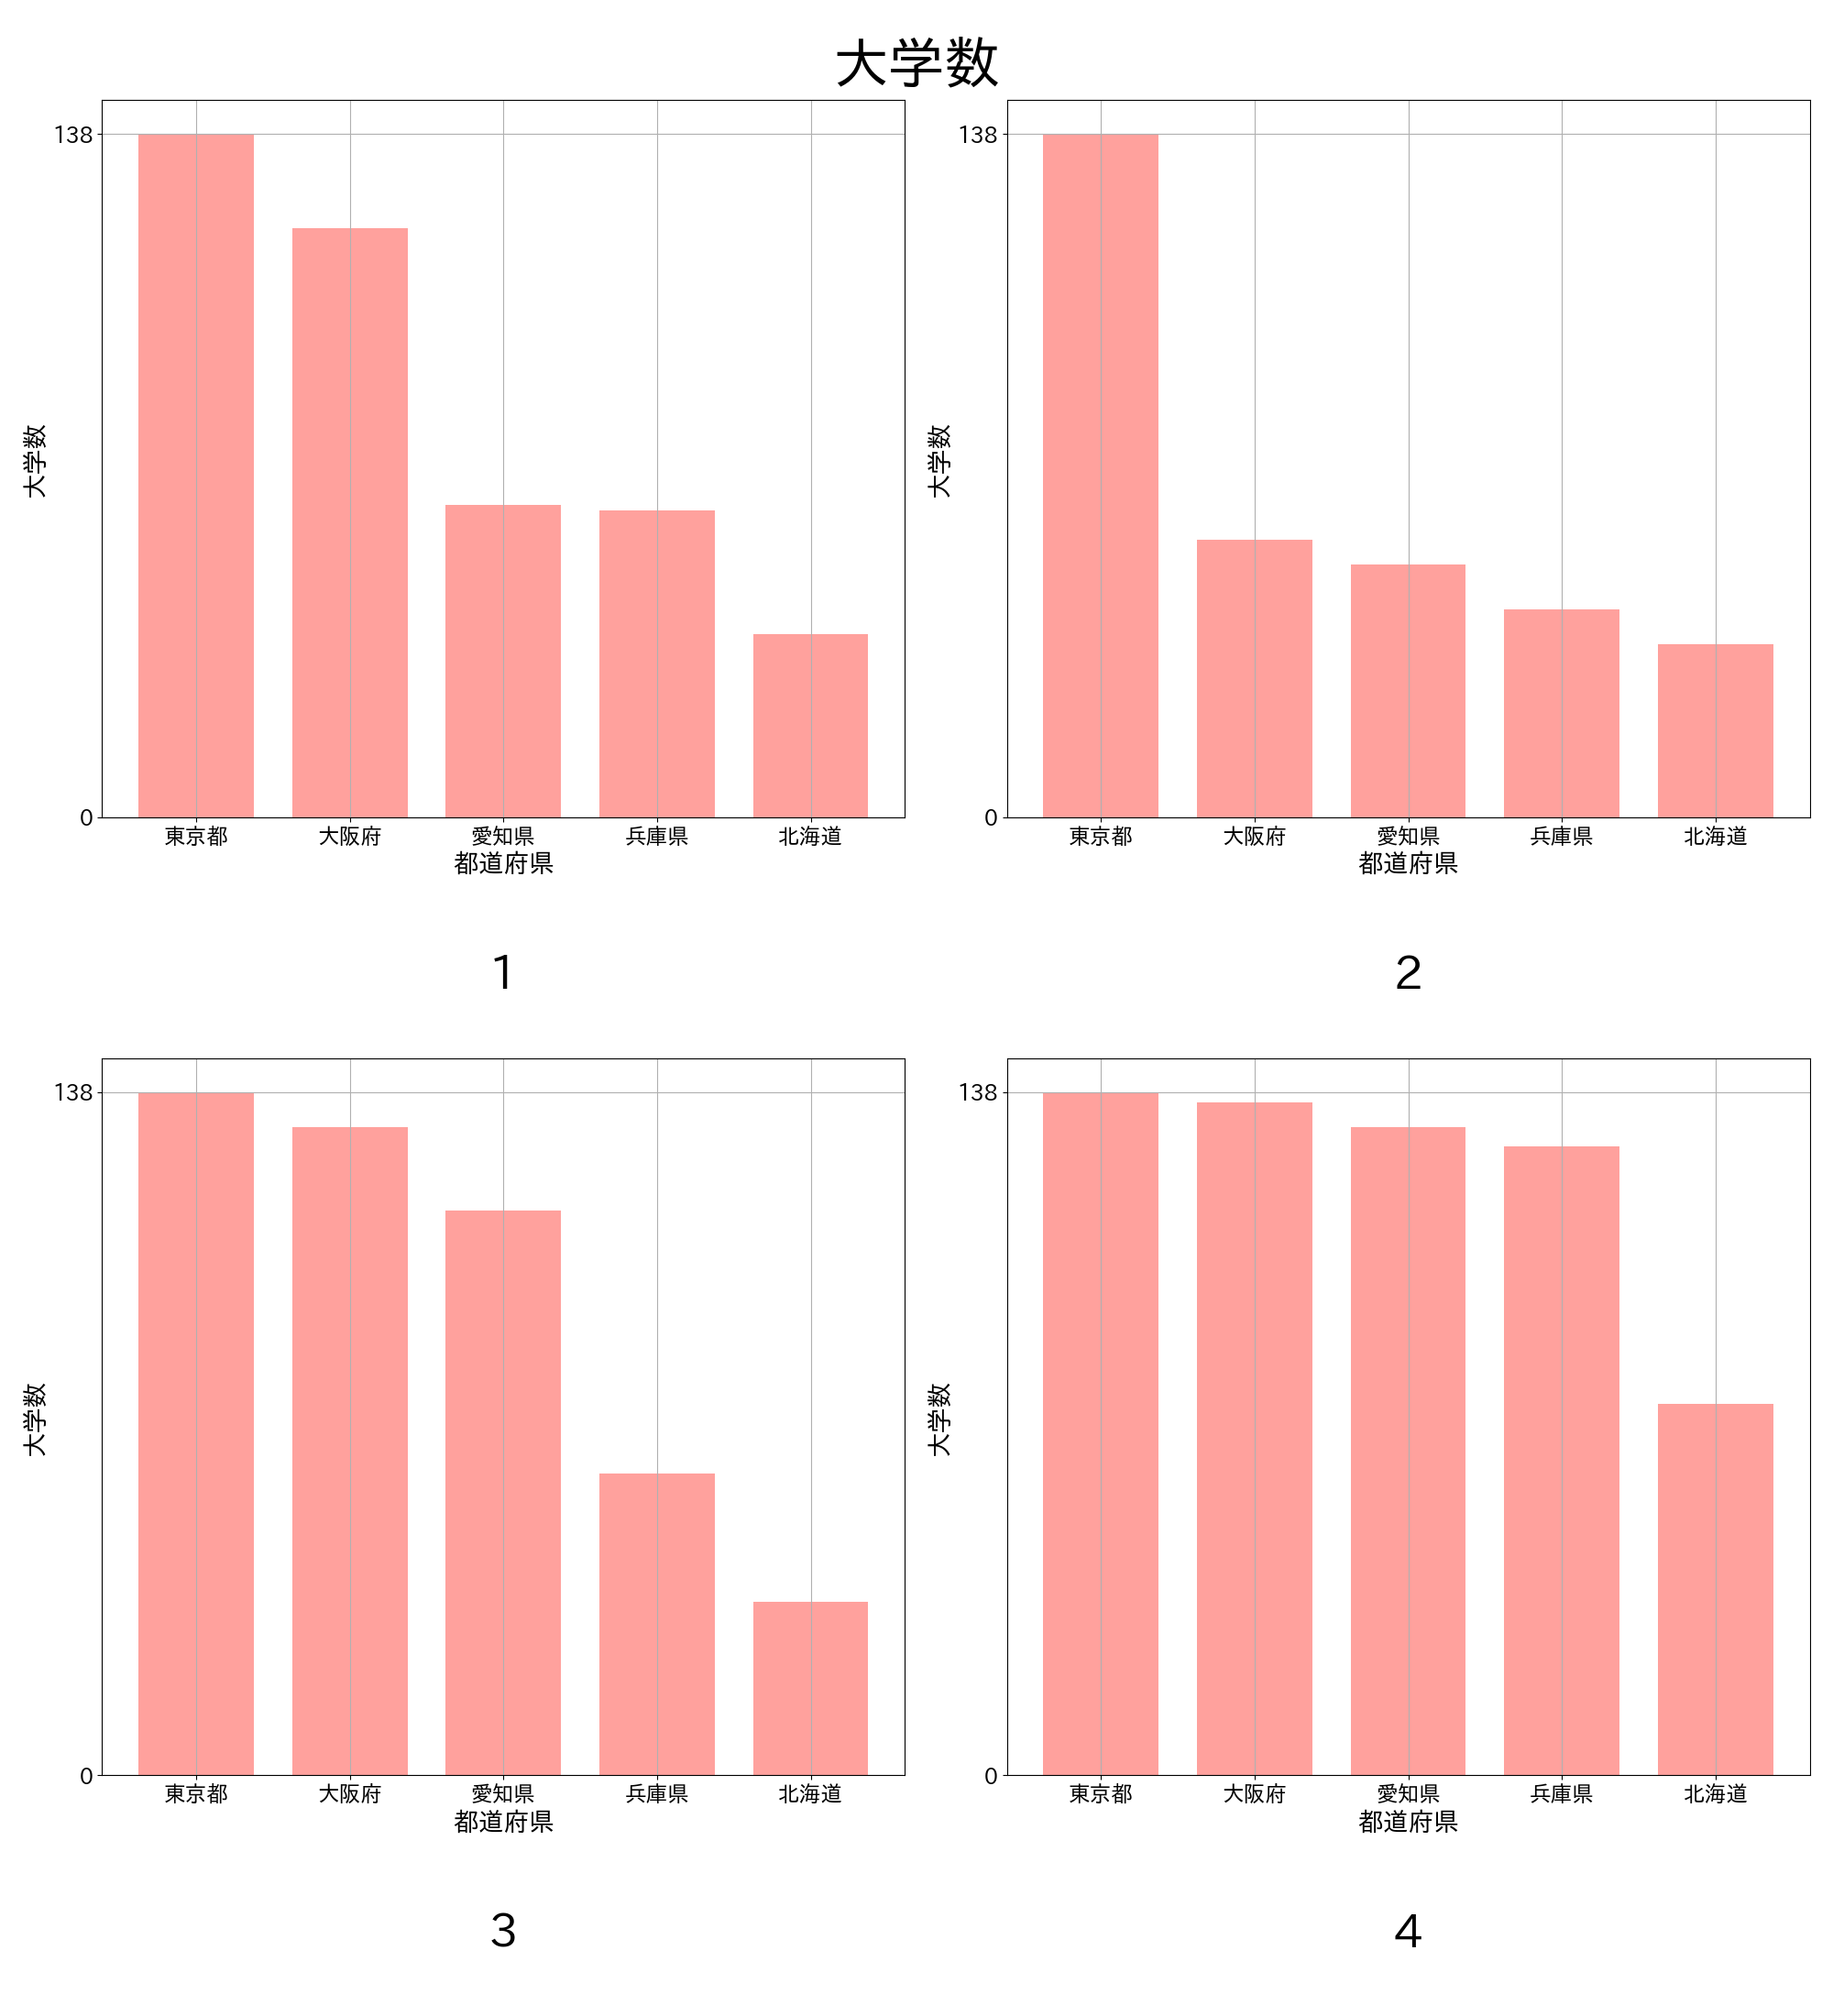 大学数
138
大学数
0
東京都 大阪府 愛知県 兵庫県 北海道
都道府県
1
138
大学数
0
東京都 大阪府 愛知県 兵庫県 北海道
都道府県
2
138
大学数
0
東京都 大阪府 愛知県 兵庫県 北海道
都道府県
3
138
大学数
0
東京都 大阪府 愛知県 兵庫県 北海道
都道府県
4